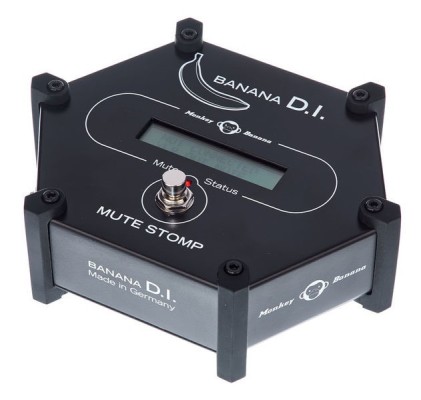 BANANA D.I.
Monkey Banana
Mute Status
MUTE STOMP
BANANA D.I.
Made in Germany
Monkey Banana